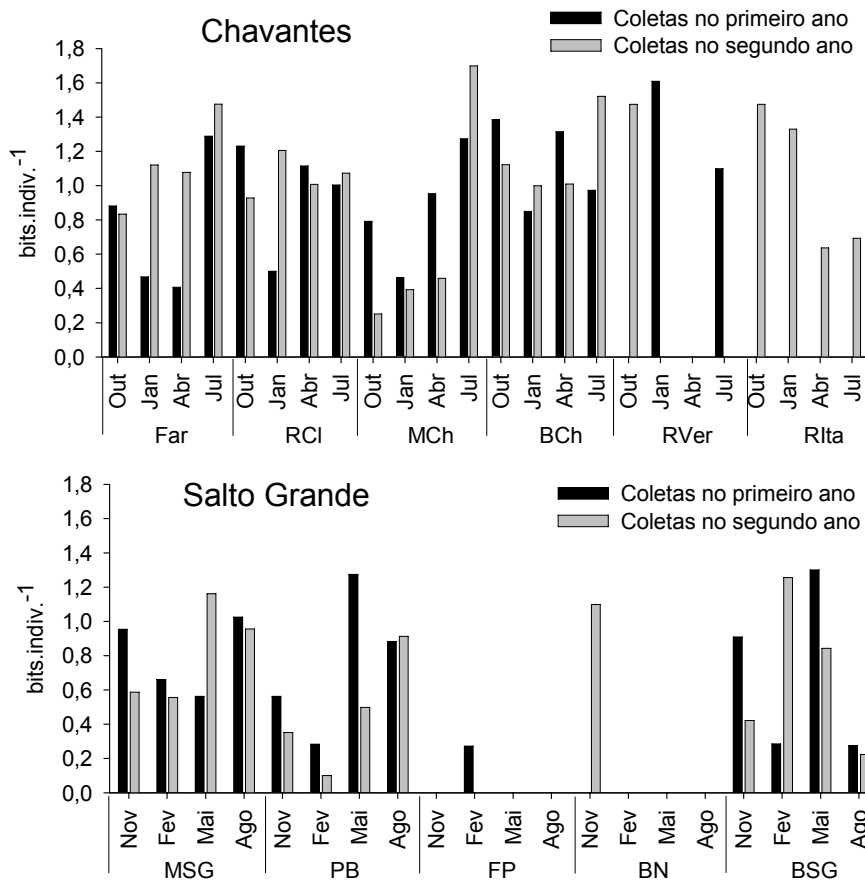 Chavantes
Coletas no primeiro ano
Coletas no segundo ano
bits.indiv.-1
1,8
1,6
1,4
1,2
1,0
0,8
0,6
0,4
0,2
0,0
Out Jan Abr Jul Out Jan Abr Jul Out Jan Abr Jul Out Jan Abr Jul Out Jan Abr Jul Out Jan Abr Jul
Far RCl MCh BCh RVer RIta
Salto Grande
Coletas no primeiro ano
Coletas no segundo ano
bits.indiv.-1
1,8
1,6
1,4
1,2
1,0
0,8
0,6
0,4
0,2
0,0
Nov Fev Mai Ago Nov Fev Mai Ago Nov Fev Mai Ago Nov Fev Mai Ago Nov Fev Mai Ago
MSG PB FP BN BSG